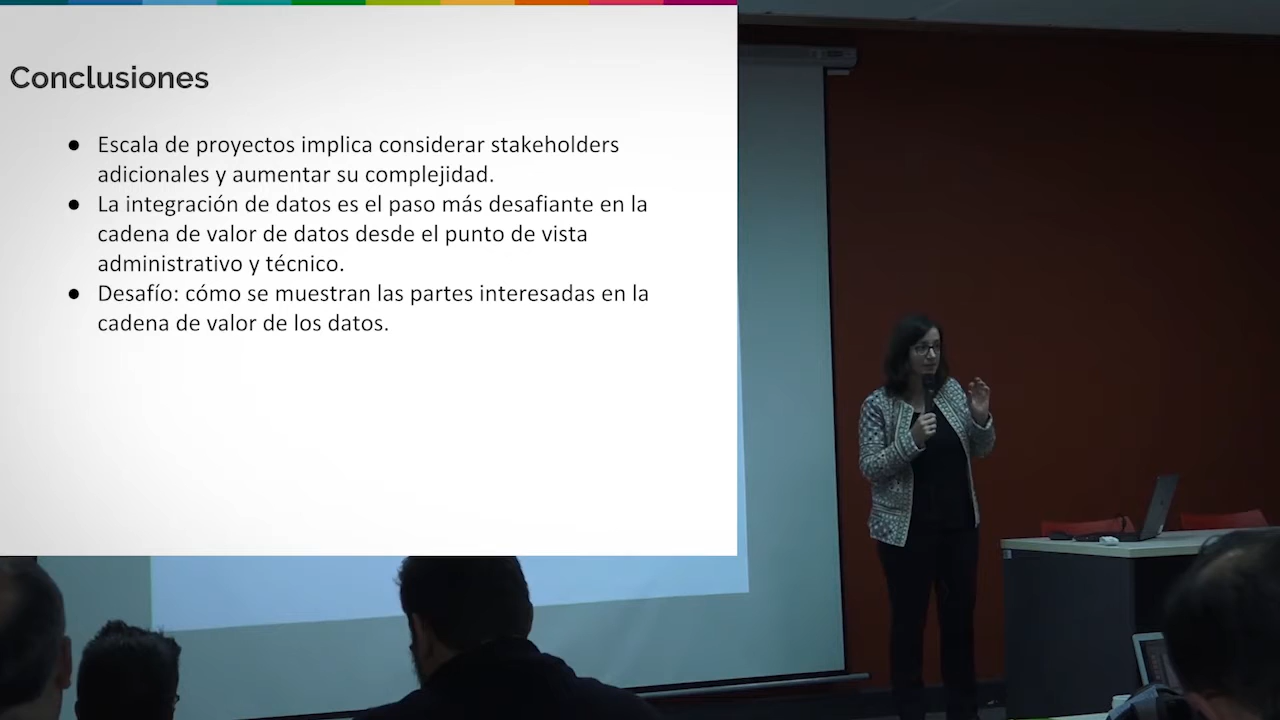 Conclusiones
● Escala de proyectos implica considerar stakeholders
adicionales y aumentar su complejidad.
● La integración de datos es el paso más desafiante en la
cadena de valor de datos desde el punto de vista
administrativo y técnico.
● Desafío: cómo se muestran las partes interesadas en la
cadena de valor de los datos.